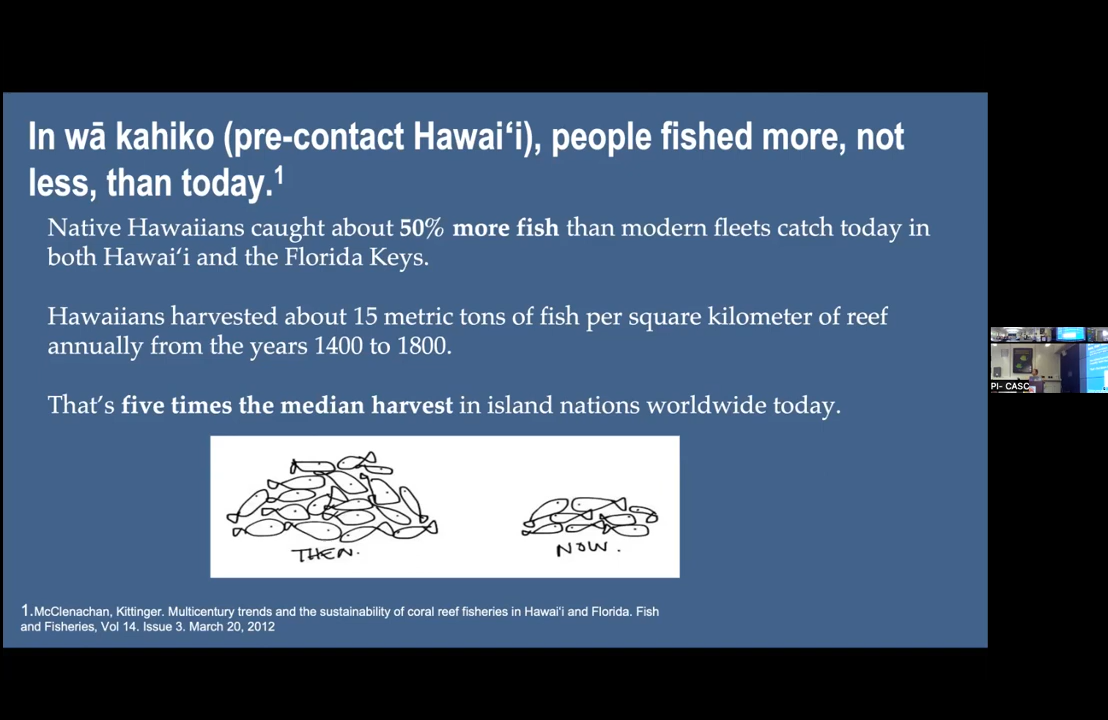 In wā kahiko (pre-contact Hawaiʻi), people fished more, not
less, than today.1
Native Hawaiians caught about 50% more fish than modern fleets catch today in
both Hawaiʻi and the Florida Keys.
Hawaiians harvested about 15 metric tons of fish per square kilometer of reef
annually from the years 1400 to 1800.
That's five times the median harvest in island nations worldwide today.
THEN.
NOW.
1.McClenachan, Kittinger. Multicentury trends and the sustainability of coral reef fisheries in Hawaiʻi and Florida. Fish
and Fisheries, Vol 14. Issue 3. March 20, 2012
PI- CASC